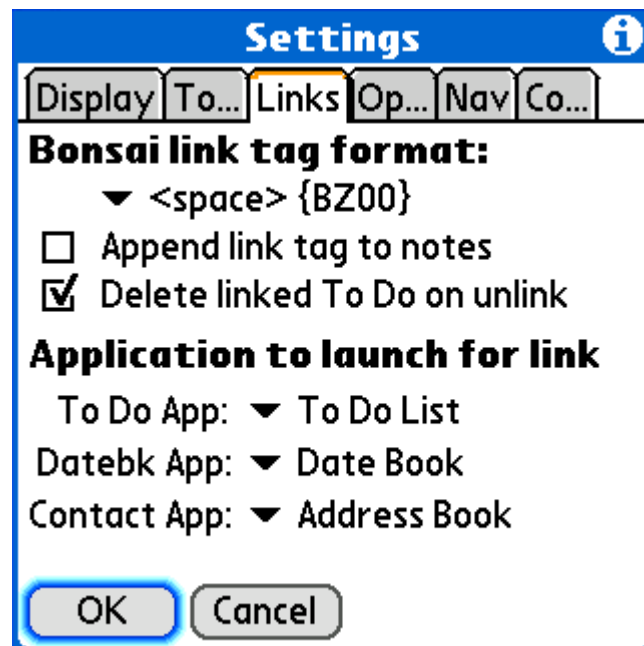 Settings
Display To... Links Op... Nav Co...
Bonsai link tag format:
<space> {BZ00}
Append link tag to notes
Delete linked To Do on unlink
Application to launch for link
To Do App: To Do List
Datebk App: Date Book
Contact App: Address Book
OK Cancel